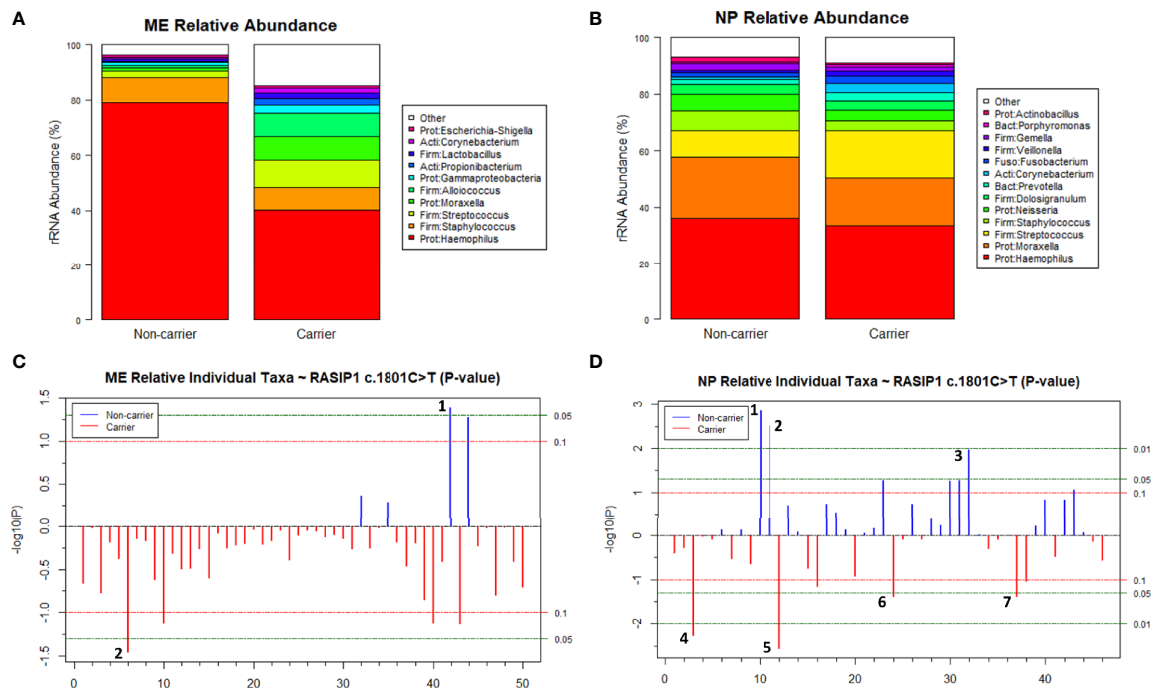 A
ME Relative Abundance
rRNA Abundance (%)
100
80
60
40
20
0
Non-carrier
Carrier
Other
Prot:Escherichia-Shigella
Acti:Corynebacterium
Firm:Lactobacillus
Acti:Propionibacterium
Prot:Gammaproteobacteria
Firm:Alloiococcus
Prot:Moraxella
Firm:Streptococcus
Firm:Staphylococcus
Prot:Haemophilus
B
NP Relative Abundance
rRNA Abundance (%)
100
80
60
40
20
0
Non-carrier
Carrier
Other
Prot:Actinobacillus
Bact:Porphyromonas
Firm:Gemella
Firm:Veillonella
Fuso:Fusobacterium
Acti:Corynebacterium
Bact:Prevotella
Firm:Dolosigranulum
Prot:Neisseria
Firm:Staphylococcus
Firm:Streptococcus
Prot:Moraxella
Prot:Haemophilus
C
ME Relative Individual Taxa ~ RASIP1 c.1801C>T (P-value)
-log10(P)
1.5
1.0
0.5
0.0
-0.5
-1.0
-1.5
Non-carrier
Carrier
1
2
0.05
0.1
0.1
0.05
0 10 20 30 40 50
D
NP Relative Individual Taxa ~ RASIP1 c.1801C>T (P-value)
-log10(P)
3
2
1
0
-1
-2
Non-carrier
Carrier
1
2
3
4
5
6
7
0.01
0.05
0.1
0.1
0.05
0.01
0 10 20 30 40